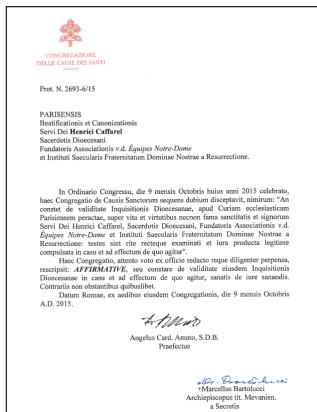 CONGREGAZIONE
DELLE CAUSE DEI SANTI
Prot. N. 2693-6/15
PARISENSIS
Beatificationis et Canonizationis
Servi Dei Henrici Caffarel
Sacerdotis Dioecesani
Fundatoris Associationis v.d. Équipes Notre-Dame
et Instituti Saecularis Fraternitatum Dominae Nostrae a Resurrectione.
In Ordinario Congressu, die 9 mensis Octobris huius anni 2015 celebrato,
haec Congregatio de Causis Sanctorum sequens dubium disceptavit, nimirum: "An
constet de validitate Inquisitionis Dioecesanae, apud Curiam ecclesiasticam
Parisiensem peractae, super vita et virtutibus necnon fama sanctitatis et signorum
Servi Dei Henrici Caffarel, Sacerdotis Dioecesani, Fundatoris Associationis v.d.
Équipes Notre-Dame et Instituti Saecularis Fraternitatum Dominae Nostrae a
Resurrectione: testes sint rite recteque examinati et iura producta legitime
compulsata in casu et ad effectum de quo agitur".
Haec Congregatio, attento voto ex officio redacto reque diligenter perpensa,
rescripsit: AFFIRMATIVE, seu constare de validitate eiusdem Inquisitionis
Dioecesanae in casu et ad effectum de quo agitur, sanatis de iure sanandis.
Contrariis non obstantibus quibuslibet.
Datum Romae, ex aedibus eiusdem Congregationis, die 9 mensis Octobris
A.D. 2015.
Angelus Card. Amato, S.D.B.
Praefectus
+Marcellus Bartolucci
Archiepiscopus tit. Mevanien.
a Secretis